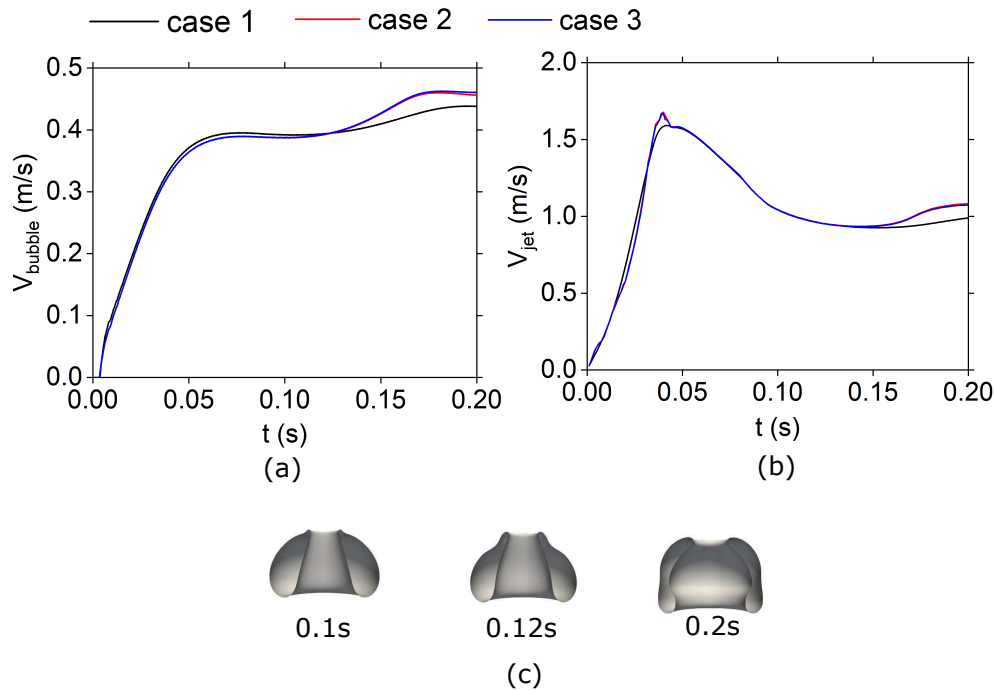 case 1 case 2 case 3
0.5
0.4
0.3
0.2
0.1
0.0
V_bubble (m/s)
0.00 0.05 0.10 0.15 0.20
t (s)
(a)
2.0
1.5
1.0
0.5
0.0
V_jet (m/s)
0.00 0.05 0.10 0.15 0.20
t (s)
(b)
0.1s 0.12s 0.2s
(c)